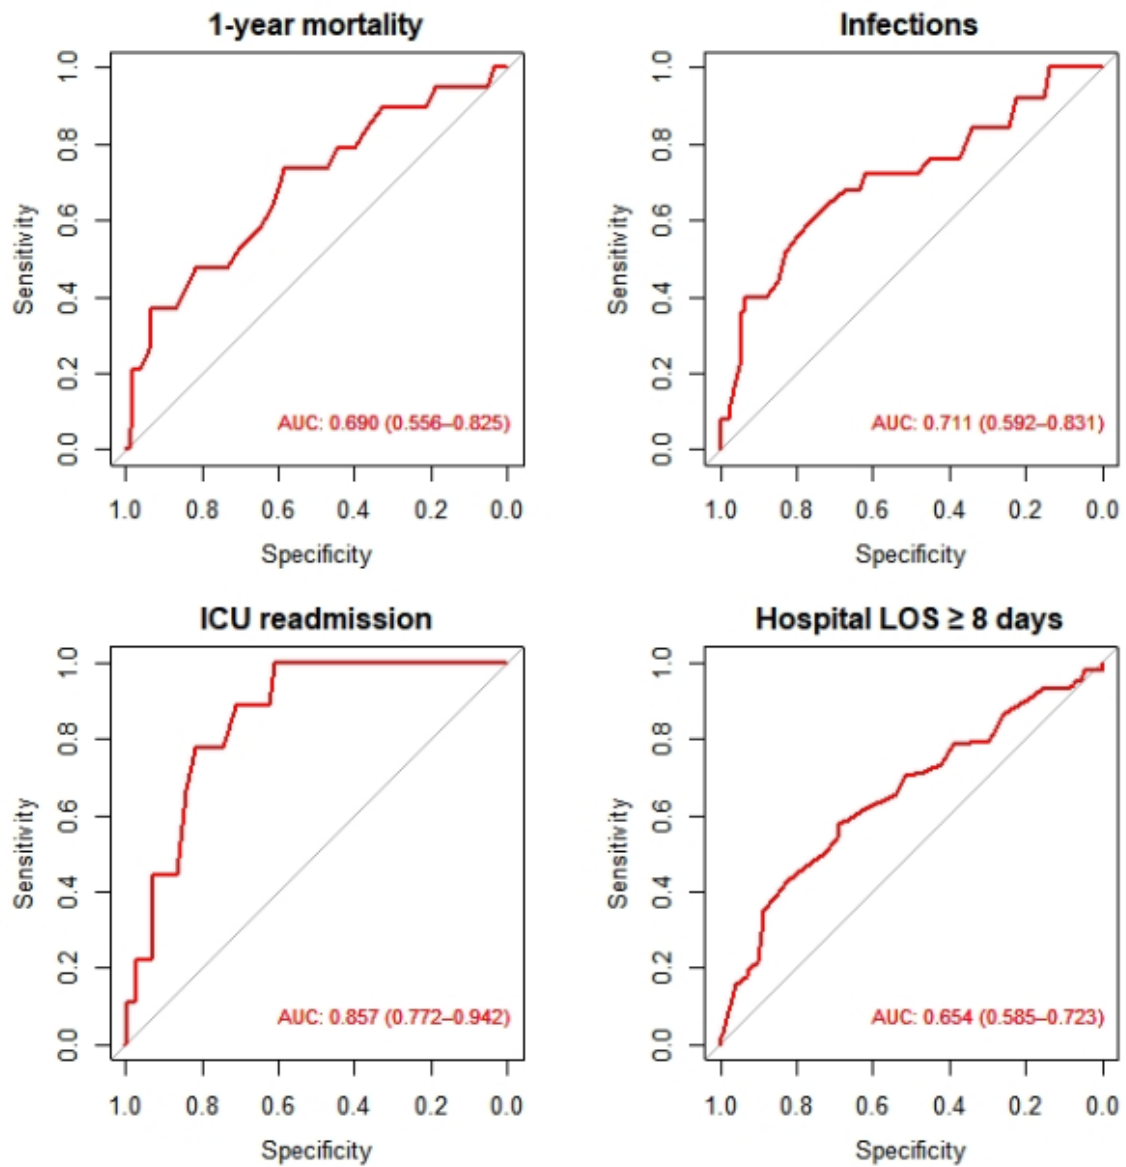 1-year mortality
1.0
0.8
0.6
0.4
0.2
0.0
Sensitivity
AUC: 0.690 (0.556–0.825)
1.0 0.8 0.6 0.4 0.2 0.0
Specificity
Infections
1.0
0.8
0.6
0.4
0.2
0.0
Sensitivity
AUC: 0.711 (0.592–0.831)
1.0 0.8 0.6 0.4 0.2 0.0
Specificity
ICU readmission
1.0
0.8
0.6
0.4
0.2
0.0
Sensitivity
AUC: 0.857 (0.772–0.942)
1.0 0.8 0.6 0.4 0.2 0.0
Specificity
Hospital LOS ≥ 8 days
1.0
0.8
0.6
0.4
0.2
0.0
Sensitivity
AUC: 0.654 (0.585–0.723)
1.0 0.8 0.6 0.4 0.2 0.0
Specificity